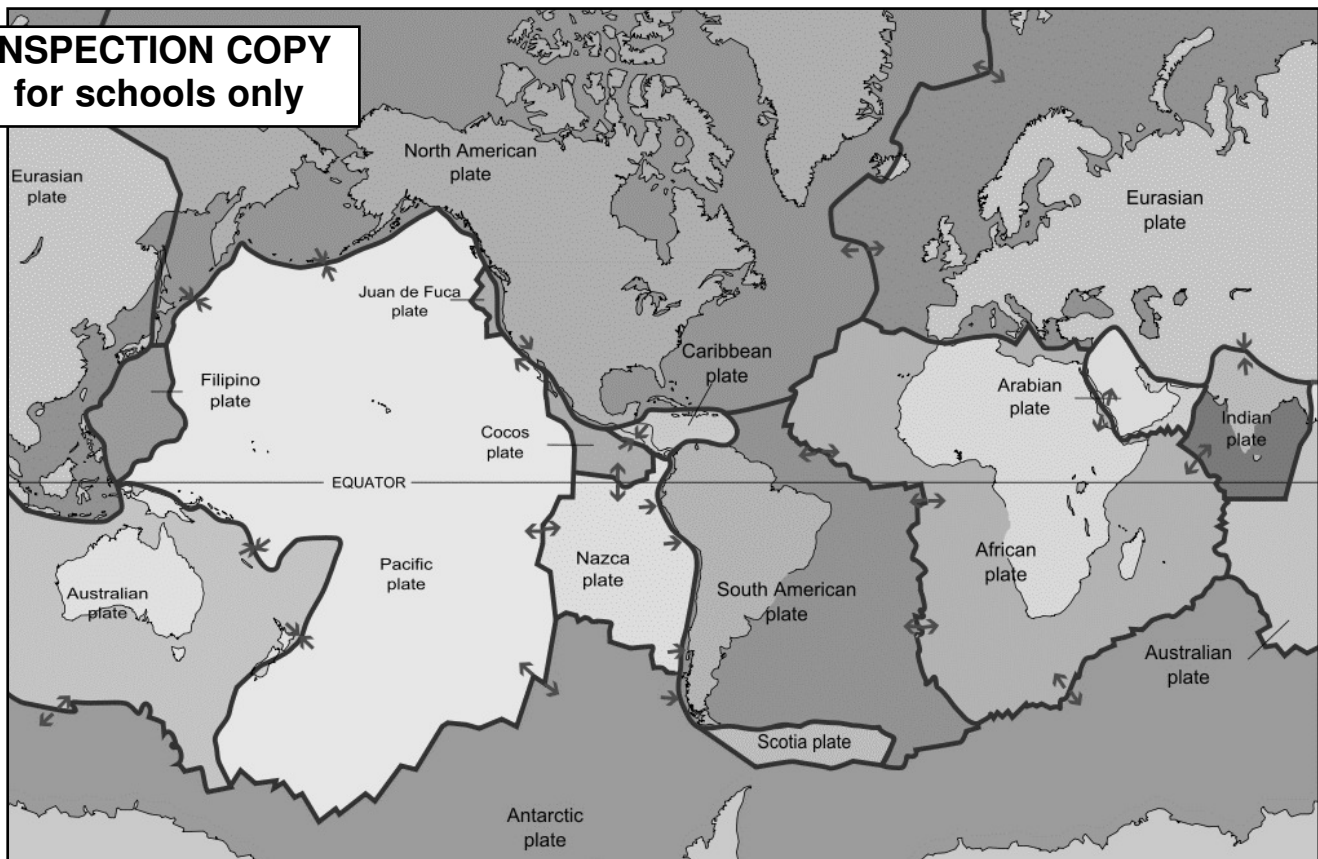 NSPECTION COPY
for schools only
North American
plate
Eurasian
plate
Eurasian
plate
Juan de Fuca
plate
Caribbean
plate
Filipino
plate
Arabian
plate
Cocos
plate
Indian
plate
EQUATOR
Nazca
plate
Pacific
plate
African
plate
Australian
plate
South American
plate
Australian
plate
Scotia plate
Antarctic
plate